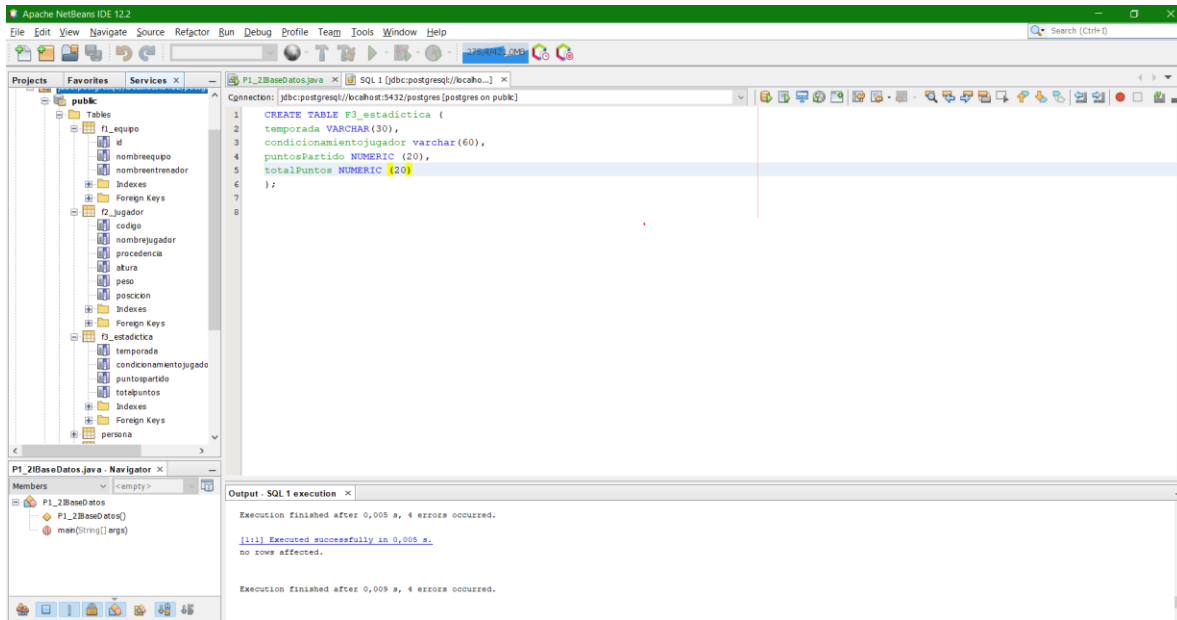 Apache NetBeans IDE 12.2
File Edit View Navigate Source Refactor Run Debug Profile Team Tools Window Help
Search (Ctrl+I)
Projects Favorites Services
P1_2IBaseDatos.java SQL 1 [jdbc:postgresql://localho...]
Connection: jdbc:postgresql://localhost:5432/postgres [postgres on public]
public
Tables
f1_equipo
id
nombreequipo
nombreentrenador
Indexes
Foreign Keys
f2_jugador
codigo
nombrejugador
procedencia
altura
peso
poscicion
Indexes
Foreign Keys
f3_estadictica
temporada
condicionamientojugado
puntospartido
totalpuntos
Indexes
Foreign Keys
persona
1 CREATE TABLE F3_estadictica (
2 temporada VARCHAR(30),
3 condicionamientojugador varchar(60),
4 puntosPartido NUMERIC (20),
5 totalPuntos NUMERIC (20)
6 );
7
8
P1_2IBaseDatos.java - Navigator
Members <empty>
P1_2IBaseDatos
P1_2IBaseDatos()
main(String[] args)
Output - SQL 1 execution
Execution finished after 0,005 s, 4 errors occurred.
[1:1] Executed successfully in 0,005 s.
no rows affected.
Execution finished after 0,009 s, 4 errors occurred.